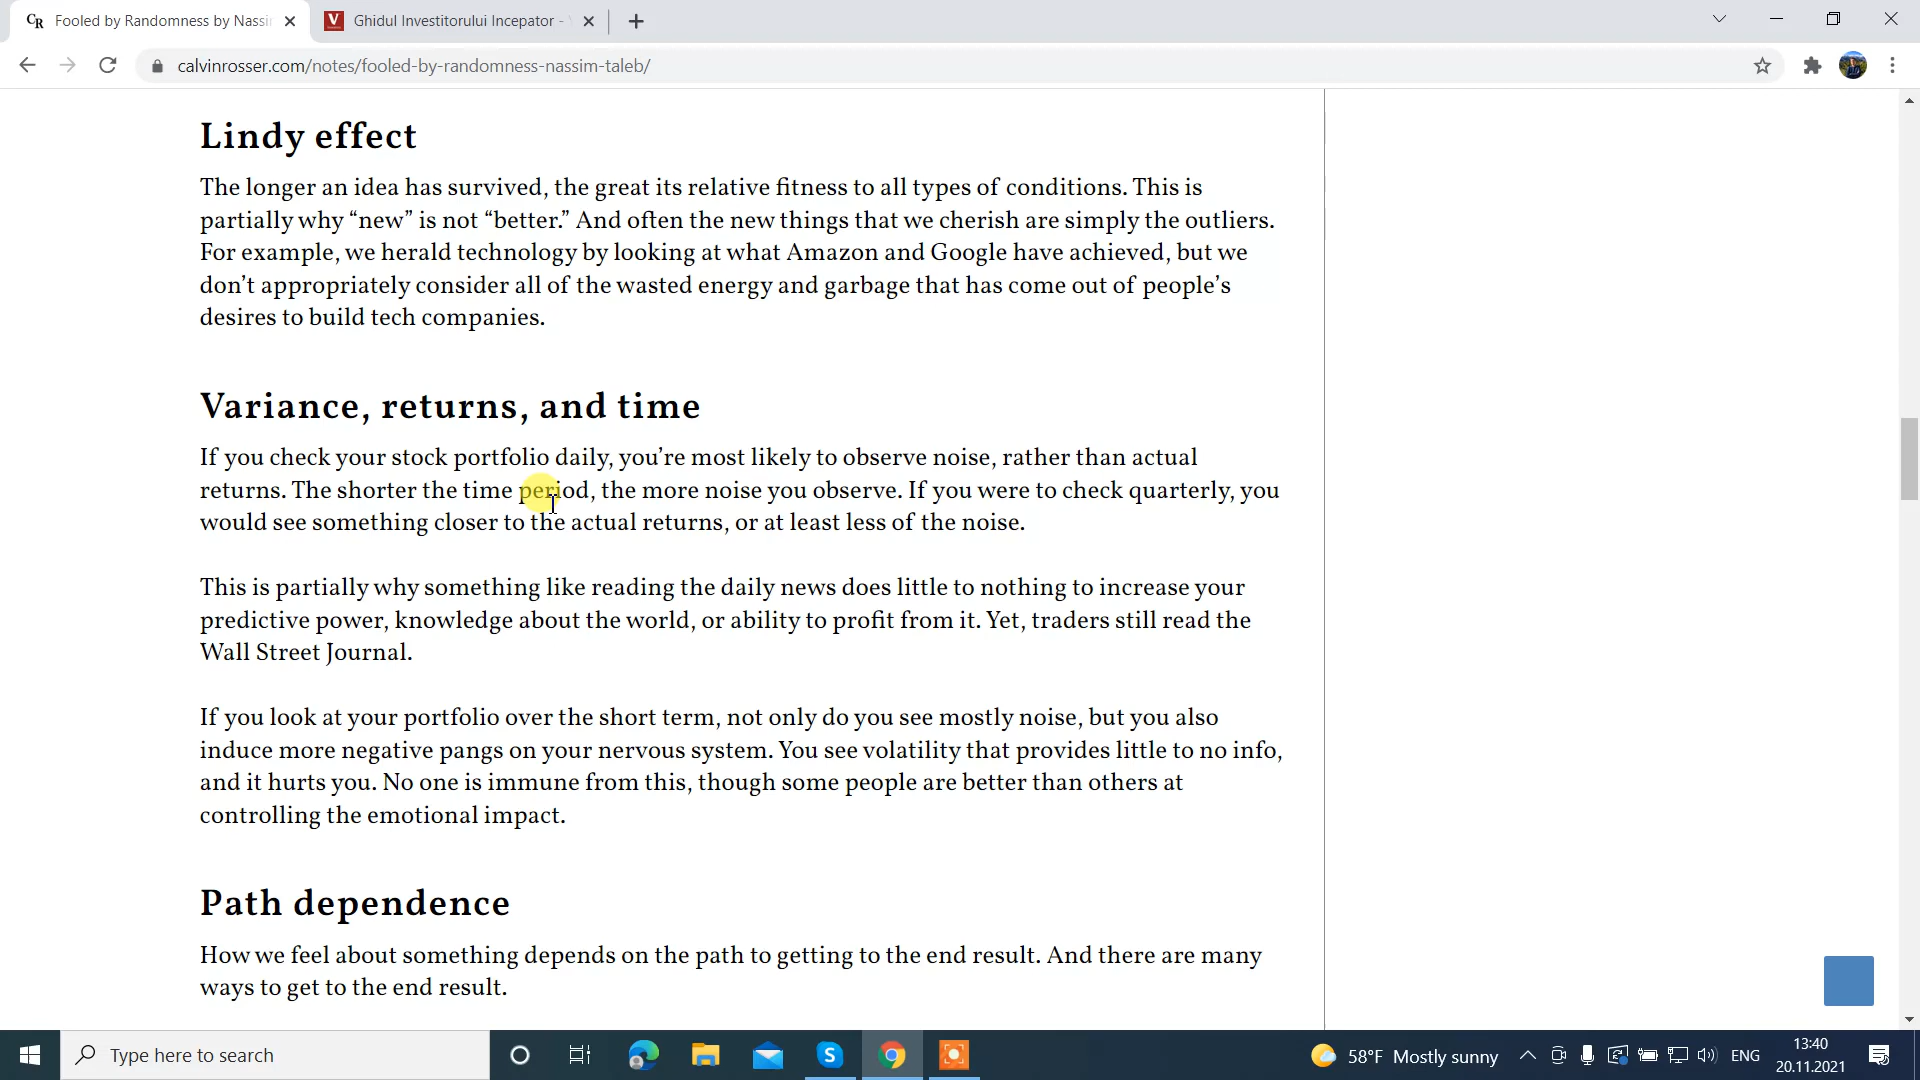 Fooled by Randomness by Nassi
Ghidul Investitorului Incepator -
calvinrosser.com/notes/fooled-by-randomness-nassim-taleb/
Lindy effect
The longer an idea has survived, the great its relative fitness to all types of conditions. This is
partially why “new” is not “better.” And often the new things that we cherish are simply the outliers.
For example, we herald technology by looking at what Amazon and Google have achieved, but we
don’t appropriately consider all of the wasted energy and garbage that has come out of people’s
desires to build tech companies.
Variance, returns, and time
If you check your stock portfolio daily, you’re most likely to observe noise, rather than actual
returns. The shorter the time period, the more noise you observe. If you were to check quarterly, you
would see something closer to the actual returns, or at least less of the noise.
This is partially why something like reading the daily news does little to nothing to increase your
predictive power, knowledge about the world, or ability to profit from it. Yet, traders still read the
Wall Street Journal.
If you look at your portfolio over the short term, not only do you see mostly noise, but you also
induce more negative pangs on your nervous system. You see volatility that provides little to no info,
and it hurts you. No one is immune from this, though some people are better than others at
controlling the emotional impact.
Path dependence
How we feel about something depends on the path to getting to the end result. And there are many
ways to get to the end result.
Type here to search
58°F Mostly sunny
ENG
13:40
20.11.2021